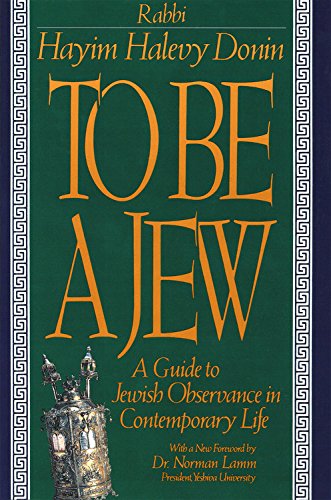 Rabbi
Hayim Halevy Donin
TO BE
A JEW
A Guide to
Jewish Observance in
Contemporary Life
With a New Foreword by
Dr. Norman Lamm
President, Yeshiva University